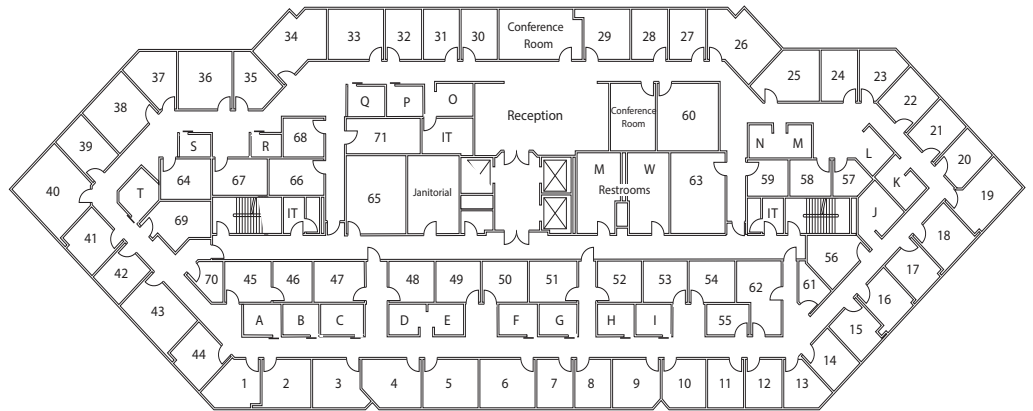 34 33 32 31 30 Conference
Room 29 28 27 26
37 36 35 25 24 23
38 Q P O Reception Conference
Room 60 22
39 S R 68 71 IT N M L 21
40 T 64 67 66 65 Janitorial M W 63 59 58 57 K 20 19
Restrooms
69 IT IT J
41 56 18
42 70 45 46 47 48 49 50 51 52 53 54 62 61 17
43 A B C D E F G H I 55 16
44 15
14
1 2 3 4 5 6 7 8 9 10 11 12 13